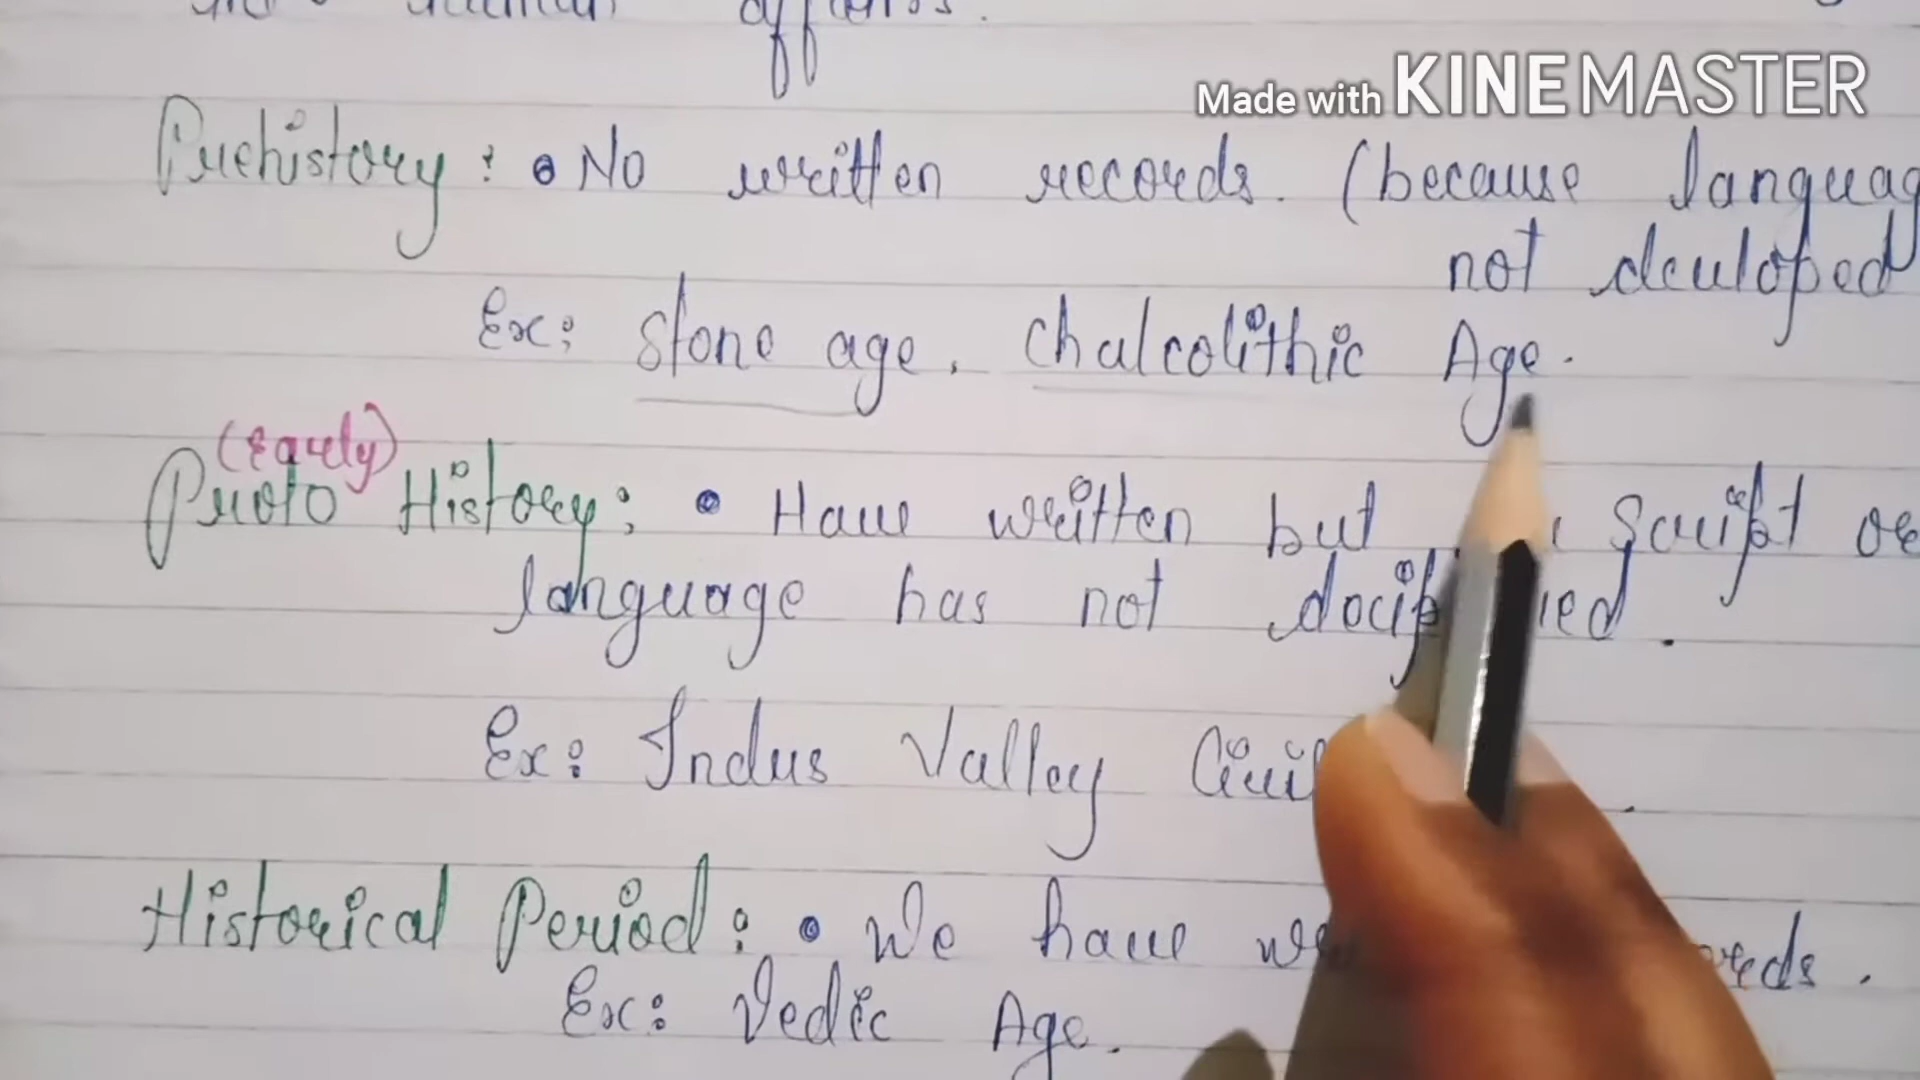 Made with KINEMASTER
Prehistory : • No written records. (because languag
not developed
Ex: Stone age, Chalcolithic Age.
(Early)
Proto History: • Have written but script or
language has not
Ex: Indus Valley
Historical Period: • We have
Ex: Vedic Age.